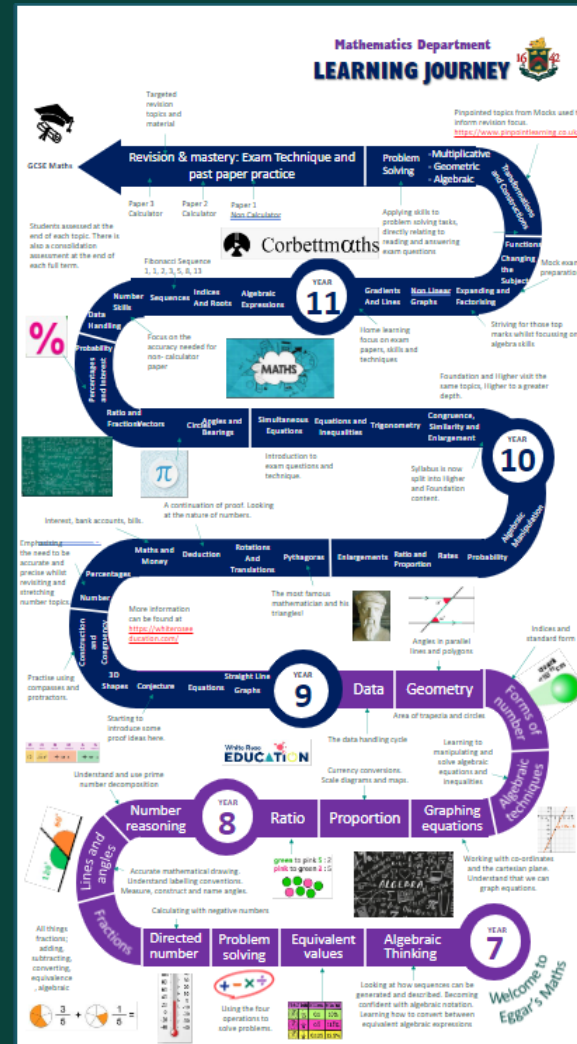 Mathematics Department
LEARNING JOURNEY
16 42
Targeted
revision
topics and
material
Pinpointed topics from Mocks used t
inform revision focus.
https://www.pinpointlearning.co.uk
GCSE Maths
Revision & mastery: Exam Technique and
past paper practice
Problem
Solving
-Multiplicative
- Geometric
- Algebraic
Transformations
and Constructions
Paper 3
Calculator
Paper 2
Calculator
Paper 1
Non Calculator
Students assessed at the
end of each topic. There is
also a consolidation
assessment at the end of
each full term.
Corbettmαths
Applying skills to
problem solving tasks,
directly relating to
reading and answering
exam questions
Functions
Changing
the
Subject
Mock exam
preparation
Fibonacci Sequence
1, 1, 2, 3, 5, 8, 13
Number
Skills
Sequences
Indices
And Roots
Algebraic
Expressions
YEAR
11
Gradients
And Lines
Non Linear
Graphs
Expanding and
Factorising
Data
Handling
Probability
Percentages
and Interest
%
Focus on the
accuracy needed for
non- calculator
paper
MATHS
Home learning
focus on exam
papers, skills and
techniques
Striving for those top
marks whilst focussing on
algebra skills
Foundation and Higher visit the
same topics, Higher to a greater
depth.
Ratio and
Fractions
Vectors
Circles
Angles and
Bearings
Simultaneous
Equations
Equations and
Inequalities
Trigonometry
Congruence,
Similarity and
Enlargement
YEAR
10
π
Introduction to
exam questions and
technique.
Syllabus is now
split into Higher
and Foundation
content.
A continuation of proof. Looking
at the nature of numbers.
Interest, bank accounts, bills.
Algebraic
Manipulation
Emphasising
the need to be
accurate and
precise whilst
revisiting and
stretching
number topics.
Percentages
Maths and
Money
Deduction
Rotations
And
Translations
Pythagoras
Enlargements
Ratio and
Proportion
Rates
Probability
Number
Construction
and
Congruency
More information
can be found at
https://whiterosee
ducation.com/
The most famous
mathematician and his
triangles!
Angles in parallel
lines and polygons
Indices and
standard form
Practise using
compasses and
protractors.
3D
Shapes
Conjecture
Equations
Straight Line
Graphs
YEAR
9
Data
Geometry
Forms of
number
Starting to
introduce some
proof ideas here.
White Rose
EDUCATION
The data handling cycle
Area of trapezia and circles
Learning to
manipulating and
solve algebraic
equations and
inequalities
Algebraic
techniques
Understand and use prime
number decomposition
Currency conversions.
Scale diagrams and maps.
Number
reasoning
YEAR
8
Ratio
Proportion
Graphing
equations
Lines and
angles
120°
Accurate mathematical drawing.
Understand labelling conventions.
Measure, construct and name angles.
green to pink 5 : 2
pink to green 2 : 5
ALGEBRA
Working with co-ordinates
and the cartesian plane.
Understand that we can
graph equations.
Fractions
Calculating with negative numbers
All things
fractions;
adding,
subtracting,
converting,
equivalence
, algebraic
Directed
number
Problem
solving
Equivalent
values
Algebraic
Thinking
YEAR
7
Welcome to
Eggar's Maths
+ - × ÷
Using the four
operations to
solve problems.
Looking at how sequences can be
generated and described. Becoming
confident with algebraic notation.
Learning how to convert between
equivalent algebraic expressions